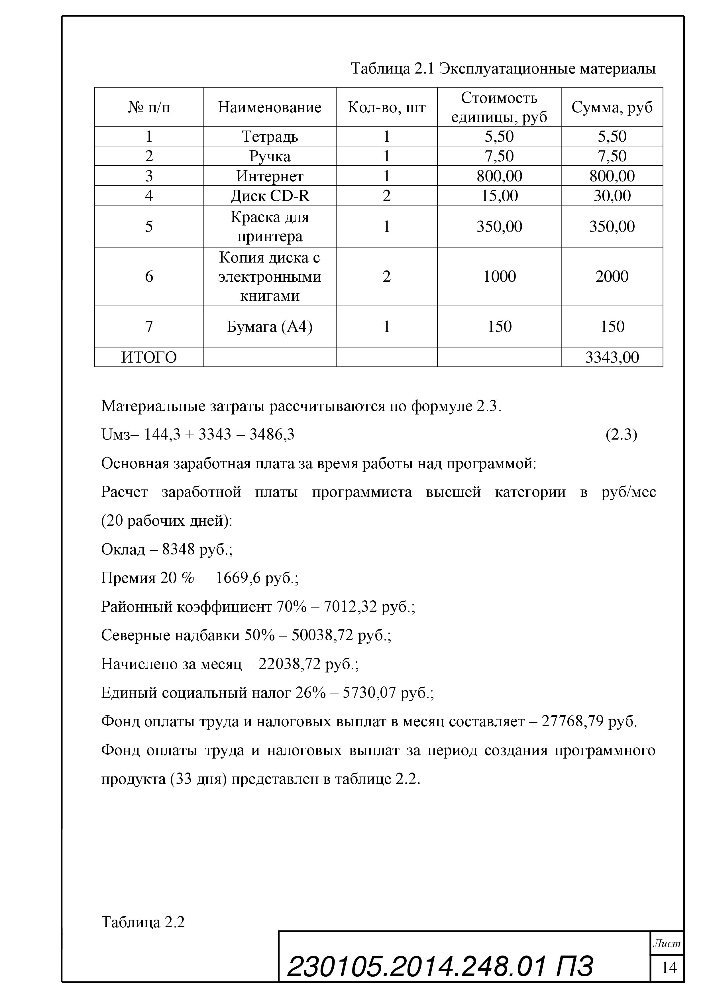 Таблица 2.1 Эксплуатационные материалы
№ п/п Наименование Кол-во, шт Стоимость единицы, руб Сумма, руб
1 Тетрадь 1 5,50 5,50
2 Ручка 1 7,50 7,50
3 Интернет 1 800,00 800,00
4 Диск CD-R 2 15,00 30,00
5 Краска для принтера 1 350,00 350,00
6 Копия диска с электронными книгами 2 1000 2000
7 Бумага (А4) 1 150 150
ИТОГО 3343,00
Материальные затраты рассчитываются по формуле 2.3.
Uмз= 144,3 + 3343 = 3486,3 (2.3)
Основная заработная плата за время работы над программой:
Расчет заработной платы программиста высшей категории в руб/мес
(20 рабочих дней):
Оклад – 8348 руб.;
Премия 20 % – 1669,6 руб.;
Районный коэффициент 70% – 7012,32 руб.;
Северные надбавки 50% – 50038,72 руб.;
Начислено за месяц – 22038,72 руб.;
Единый социальный налог 26% – 5730,07 руб.;
Фонд оплаты труда и налоговых выплат в месяц составляет – 27768,79 руб.
Фонд оплаты труда и налоговых выплат за период создания программного
продукта (33 дня) представлен в таблице 2.2.
Таблица 2.2
230105.2014.248.01 ПЗ
Лист
14